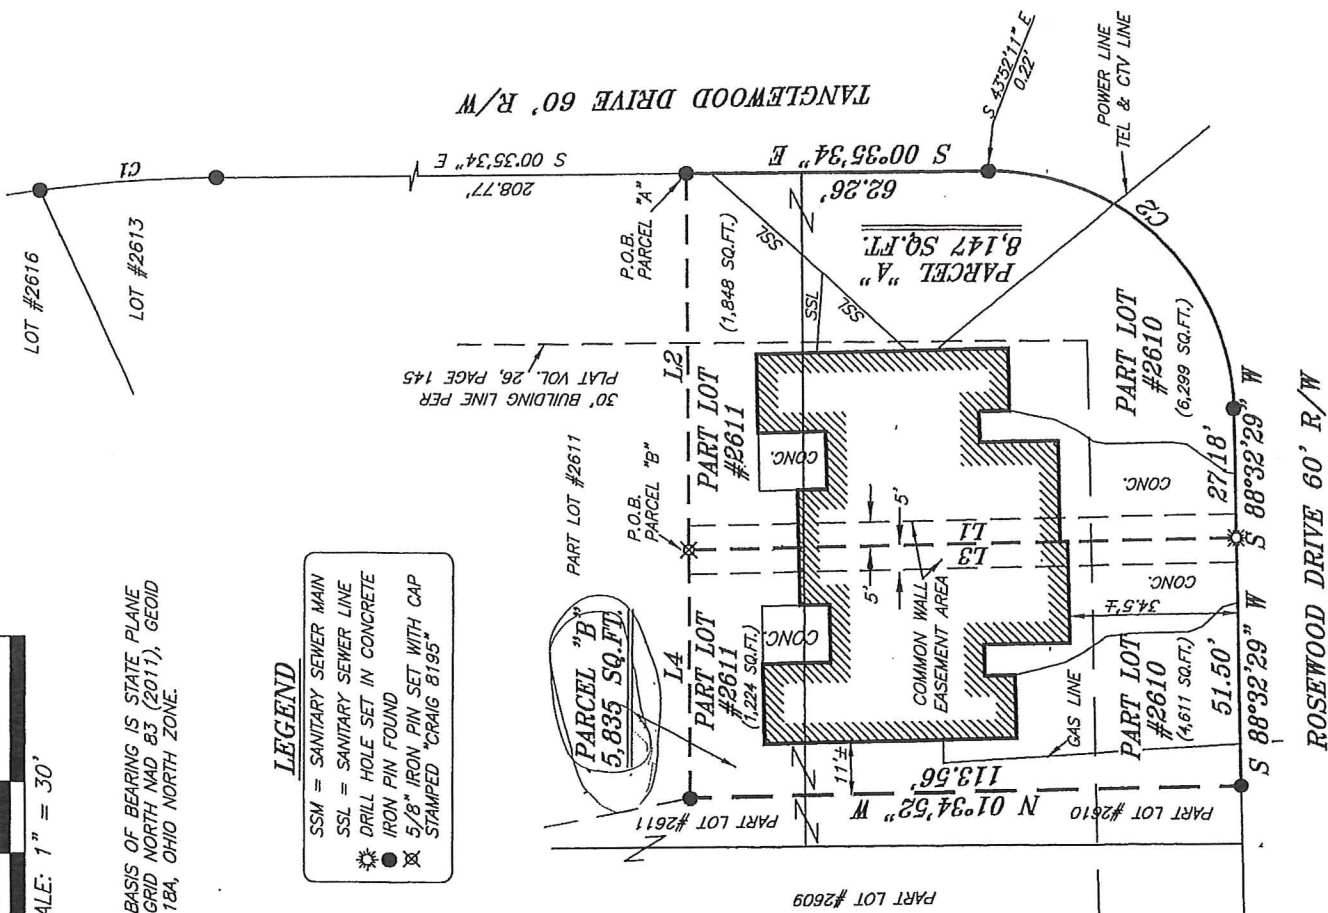 LOT #2616
LOT #2613
C1
S 00°35'34" E
208.77'
TANGLEWOOD DRIVE 60' R/W
S 43°52'11" E
0.22'
POWER LINE
TEL & CTV LINE
S 00°35'34" E
62.26'
P.O.B.
PARCEL "A"
(1,848 SQ.FT.)
SSL
SSL
SSL
PARCEL "A"
8,147 SQ.FT.
C2
30' BUILDING LINE PER
PLAT VOL. 26, PAGE 145
L2
PART LOT
#2611
PART LOT
#2610
(6,299 SQ.FT.)
PART LOT #2611
P.O.B.
PARCEL "B"
CONC.
CONC.
27.18'
S 88°32'29" W
5'
5'
L1
L3
COMMON WALL
EASEMENT AREA
CONC.
CONC.
34.5'±
PARCEL "B"
5,835 SQ.FT.
L4
PART LOT
#2611
(1,224 SQ.FT.)
PART LOT
#2610
(4,611 SQ.FT.)
51.50'
S 88°32'29" W
ROSEWOOD DRIVE 60' R/W
GAS LINE
11'±
N 01°34'52" W
113.56'
PART LOT #2611
PART LOT #2610
PART LOT #2609
LEGEND
SSM = SANITARY SEWER MAIN
SSL = SANITARY SEWER LINE
DRILL HOLE SET IN CONCRETE
IRON PIN FOUND
5/8" IRON PIN SET WITH CAP
STAMPED "CRAIG 8195"
BASIS OF BEARING IS STATE PLANE
GRID NORTH NAD 83 (2011), GEOID
18A, OHIO NORTH ZONE.
ALE: 1" = 30'